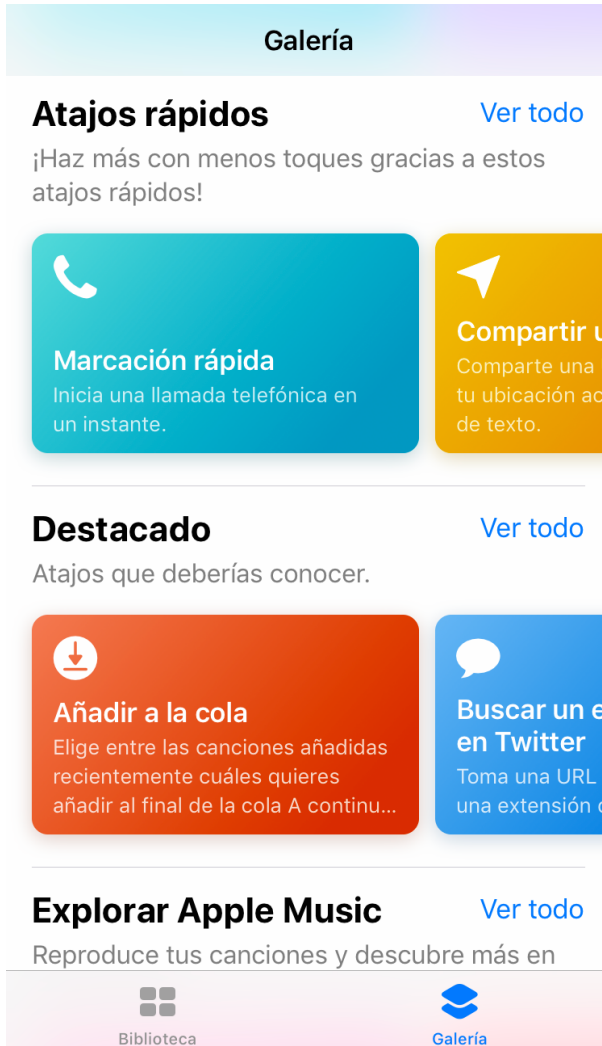 Galería
Atajos rápidos
Ver todo
¡Haz más con menos toques gracias a estos
atajos rápidos!
Marcación rápida
Inicia una llamada telefónica en
un instante.
Compartir
Comparte una
tu ubicación
de texto.
Destacado
Ver todo
Atajos que deberías conocer.
Añadir a la cola
Elige entre las canciones añadidas
recientemente cuáles quieres
añadir al final de la cola A continu...
Buscar un
en Twitter
Toma una URL
una extensión
Explorar Apple Music
Ver todo
Reproduce tus canciones y descubre más en
Biblioteca
Galería